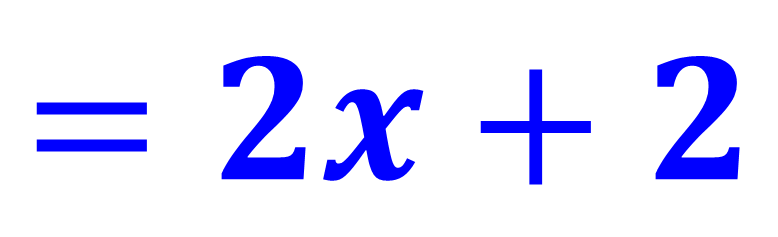 = 2x + 2